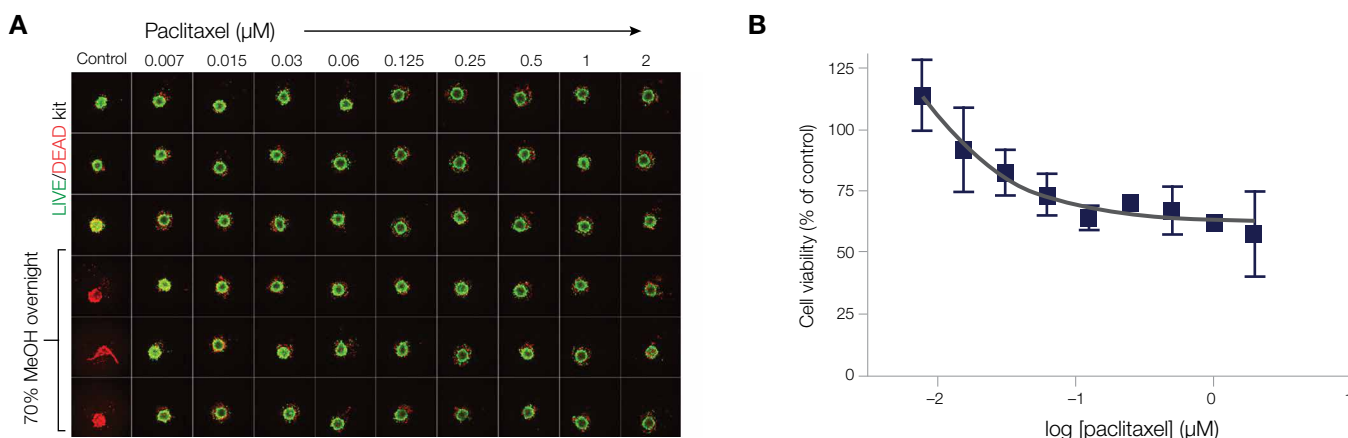 A
Paclitaxel (µM)
Control 0.007 0.015 0.03 0.06 0.125 0.25 0.5 1 2
LIVE/DEAD kit
70% MeOH overnight
B
Cell viability (% of control)
125
100
75
50
25
0
–2 –1 0 1
log [paclitaxel] (µM)